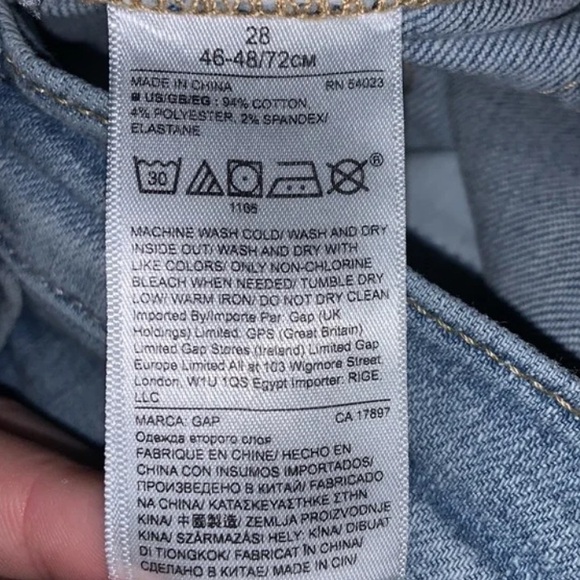 28
46-48/72CM
MADE IN CHINA RN 54023
US/GB/EG : 94% COTTON,
4% POLYESTER, 2% SPANDEX/
ELASTANE
30 ®
1166
MACHINE WASH COLD/ WASH AND DRY
INSIDE OUT/ WASH AND DRY WITH
LIKE COLORS/ ONLY NON-CHLORINE
BLEACH WHEN NEEDED/ TUMBLE DRY
LOW/ WARM IRON/ DO NOT DRY CLEAN
Imported By/Importe Par: Gap (UK
Holdings) Limited. GPS (Great Britain)
Limited Gap Stores (Ireland) Limited Gap
Europe Limited All at 103 Wigmore Street.
London. W1U 1QS Egypt Importer: RIGE.
LLC
MARCA: GAP CA 17897
Одежда второго слоя
FABRIQUE EN CHINE/ HECHO EN
CHINA CON INSUMOS IMPORTADOS/
ПРОИЗВЕДЕНО В КИТАЕ/ FABRICADO
NA CHINA/ ΚΑΤΑΣΚΕΥΑΣΤΗΚΕ ΣΤΗΝ
ΚΙΝΑ/ 中國製造/ ZEMLJA PROIZVODNJE
KINA/ SZÁRMAZÁSI HELY: KÍNA/ DIBUAT
DI TIONGKOK/ FABRICAT ÎN CHINA/
СДЕЛАНО В КИТАЕ/ MADE IN CIN/